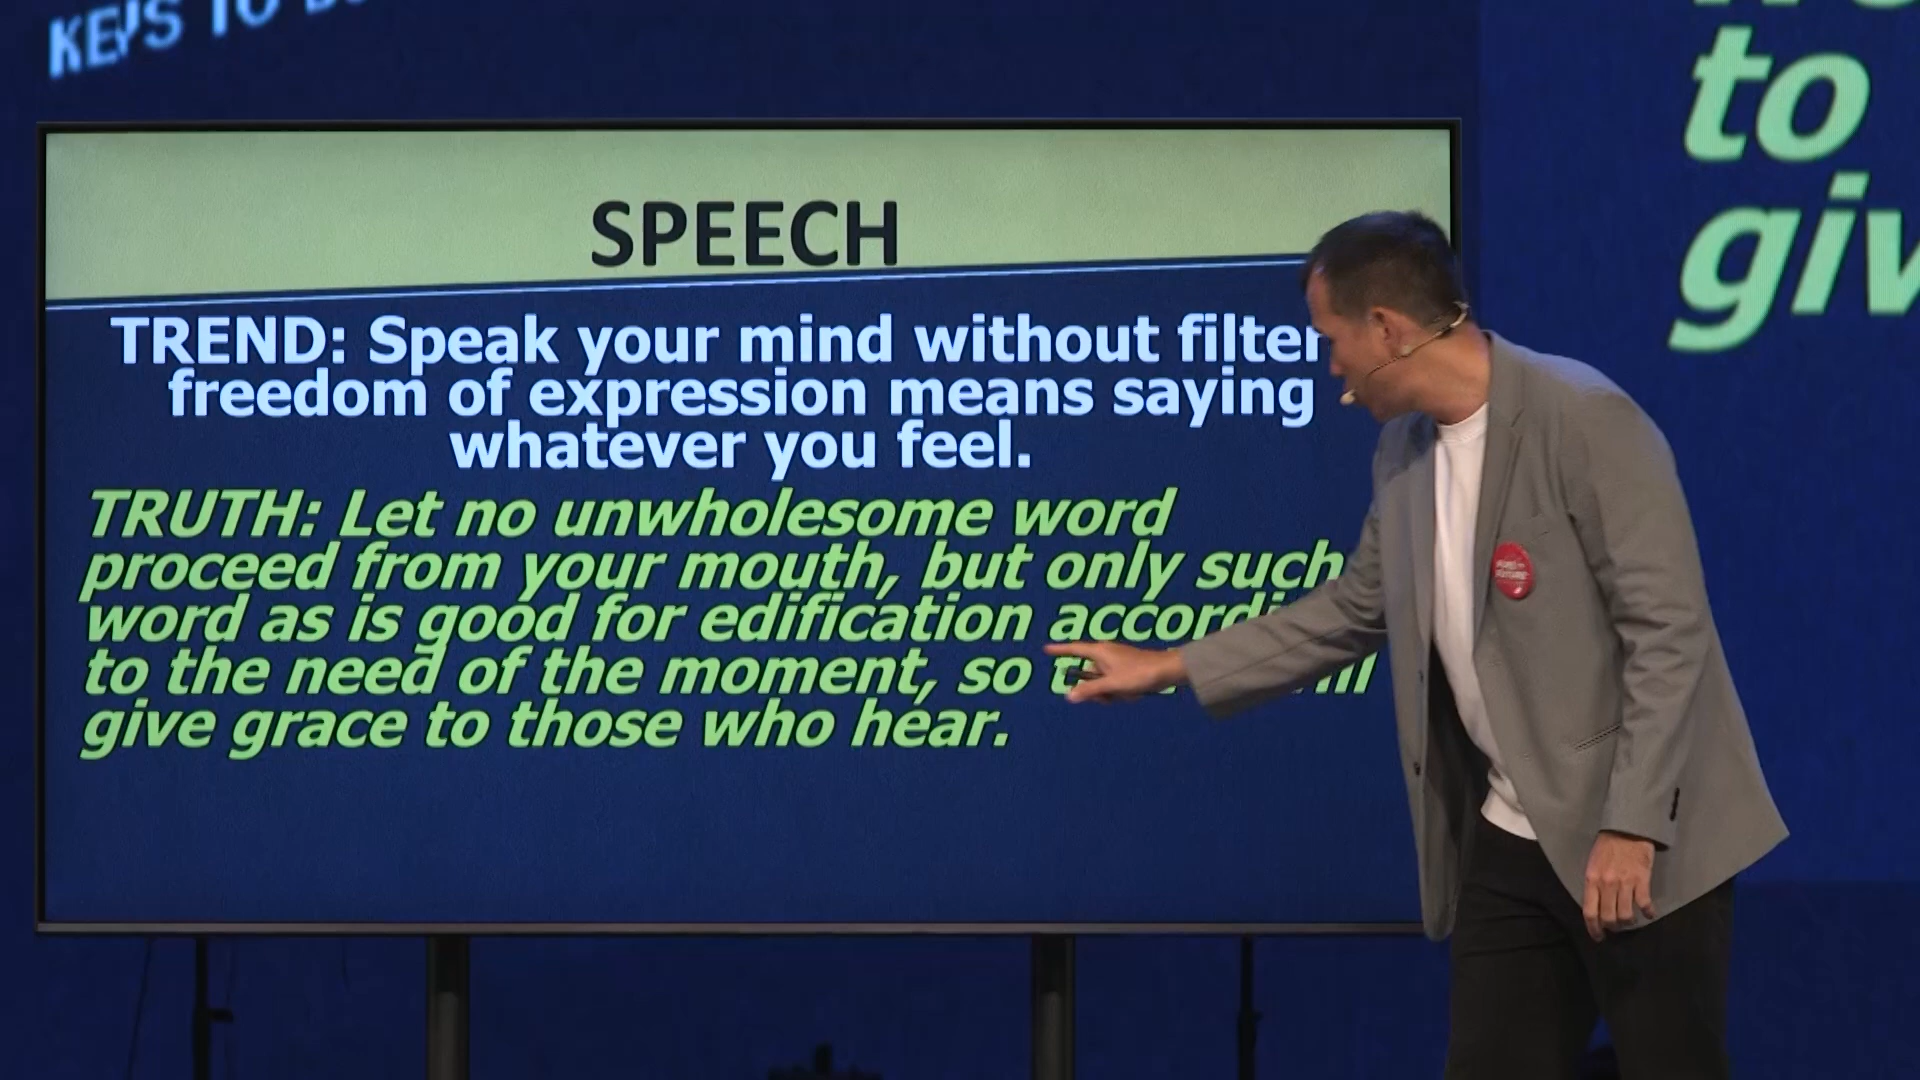 KEYS TO
SPEECH
TREND: Speak your mind without filter
freedom of expression means saying
whatever you feel.
TRUTH: Let no unwholesome word
proceed from your mouth, but only such
word as is good for edification
to the need of the moment, so
give grace to those who hear.
to